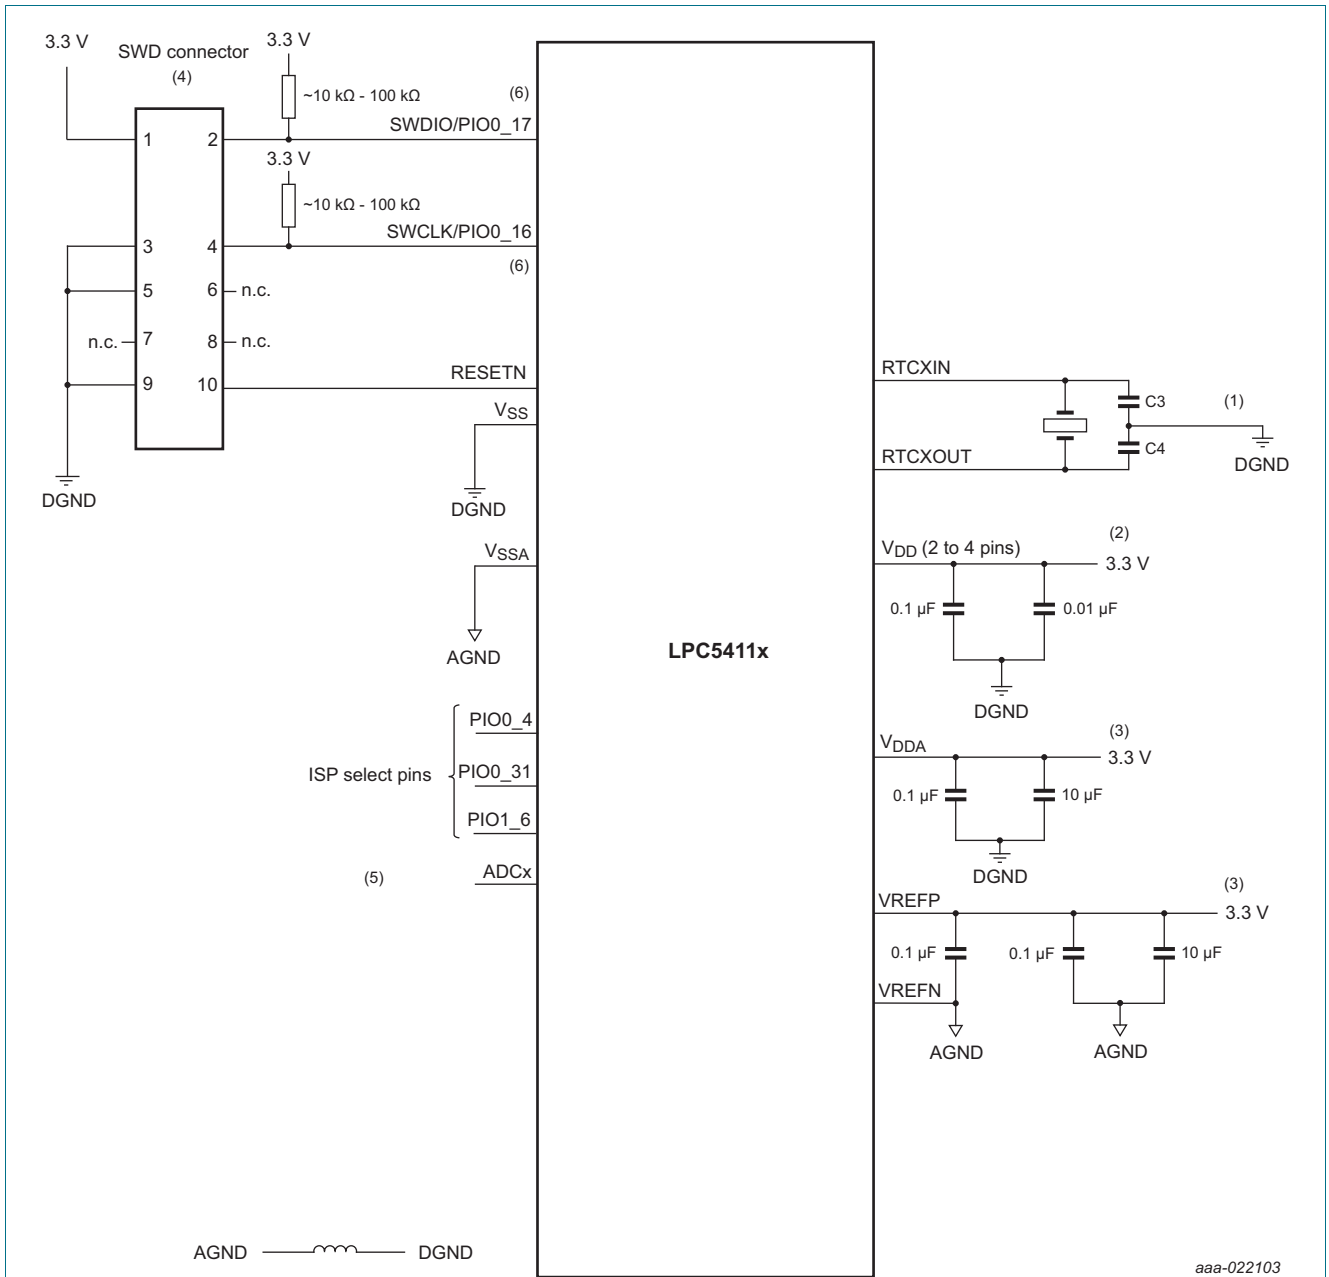 3.3 V
SWD connector
(4)
3.3 V
~10 kΩ - 100 kΩ
(6)
SWDIO/PIO0_17
1
2
3.3 V
~10 kΩ - 100 kΩ
SWCLK/PIO0_16
3
4
(6)
5
6
n.c.
n.c.
7
8
n.c.
9
10
RESETN
VSS
DGND
DGND
VSSA
AGND
ISP select pins
PIO0_4
PIO0_31
PIO1_6
(5)
ADCx
LPC5411x
RTCXIN
C3
(1)
RTCXOUT
C4
DGND
VDD (2 to 4 pins)
(2)
3.3 V
0.1 µF
0.01 µF
DGND
VDDA
(3)
3.3 V
0.1 µF
10 µF
DGND
VREFP
(3)
3.3 V
0.1 µF
0.1 µF
10 µF
VREFN
AGND
AGND
AGND
DGND
aaa-022103